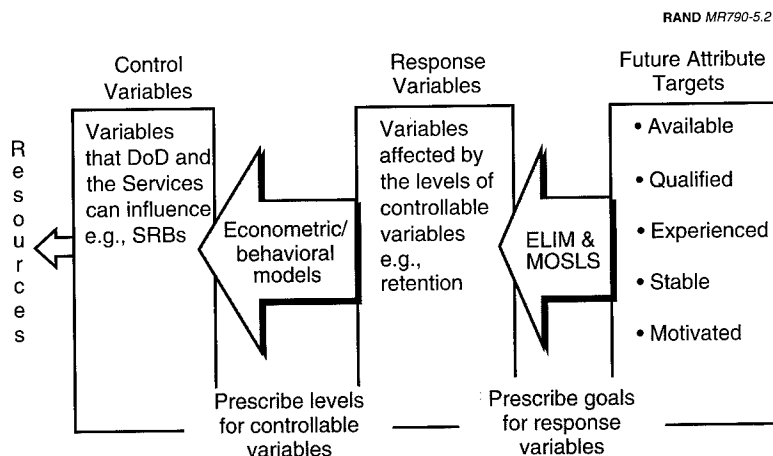 RAND MR790-5.2
Control
Variables
Response
Variables
Future Attribute
Targets
Resources
Variables
that DoD and
the Services
can influence
e.g., SRBs
Econometric/
behavioral
models
Variables
affected by
the levels of
controllable
variables
e.g.,
retention
ELIM &
MOSLS
• Available
• Qualified
• Experienced
• Stable
• Motivated
Prescribe levels
for controllable
variables
Prescribe goals
for response
variables